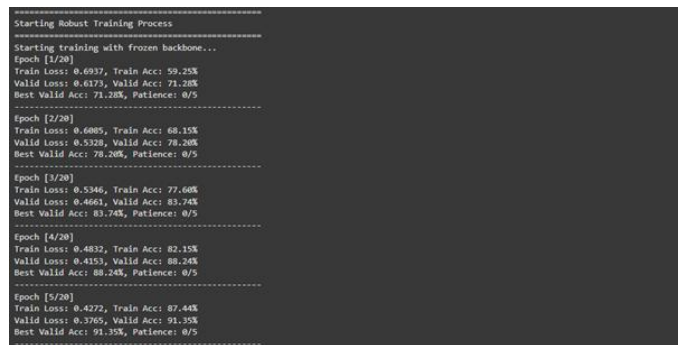 ==================================================
Starting Robust Training Process
==================================================
Starting training with frozen backbone...
Epoch [1/20]
Train Loss: 0.6937, Train Acc: 59.25%
Valid Loss: 0.6173, Valid Acc: 71.28%
Best Valid Acc: 71.28%, Patience: 0/5
--------------------------------------------------
Epoch [2/20]
Train Loss: 0.6085, Train Acc: 68.15%
Valid Loss: 0.5328, Valid Acc: 78.20%
Best Valid Acc: 78.20%, Patience: 0/5
--------------------------------------------------
Epoch [3/20]
Train Loss: 0.5346, Train Acc: 77.60%
Valid Loss: 0.4661, Valid Acc: 83.74%
Best Valid Acc: 83.74%, Patience: 0/5
--------------------------------------------------
Epoch [4/20]
Train Loss: 0.4832, Train Acc: 82.15%
Valid Loss: 0.4153, Valid Acc: 88.24%
Best Valid Acc: 88.24%, Patience: 0/5
--------------------------------------------------
Epoch [5/20]
Train Loss: 0.4272, Train Acc: 87.44%
Valid Loss: 0.3765, Valid Acc: 91.35%
Best Valid Acc: 91.35%, Patience: 0/5
--------------------------------------------------